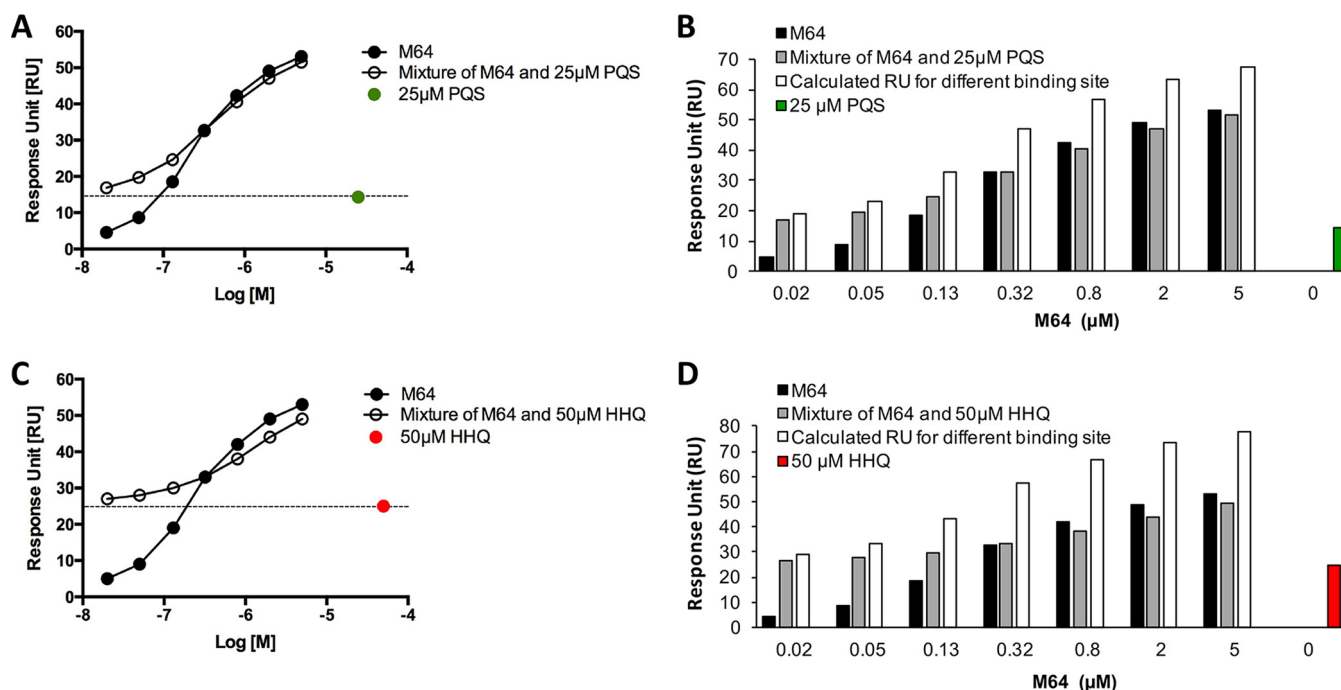 A
Response Unit [RU]
60
50
40
30
20
10
0
-8
-7
-6
-5
-4
Log [M]
M64
Mixture of M64 and 25µM PQS
25µM PQS
B
Response Unit (RU)
70
60
50
40
30
20
10
0
M64
Mixture of M64 and 25µM PQS
Calculated RU for different binding site
25 µM PQS
0.02
0.05
0.13
0.32
0.8
2
5
0
M64 (µM)
C
Response Unit [RU]
60
50
40
30
20
10
0
-8
-7
-6
-5
-4
Log [M]
M64
Mixture of M64 and 50µM HHQ
50µM HHQ
D
Response Unit (RU)
80
70
60
50
40
30
20
10
0
M64
Mixture of M64 and 50µM HHQ
Calculated RU for different binding site
50 µM HHQ
0.02
0.05
0.13
0.32
0.8
2
5
0
M64 (µM)